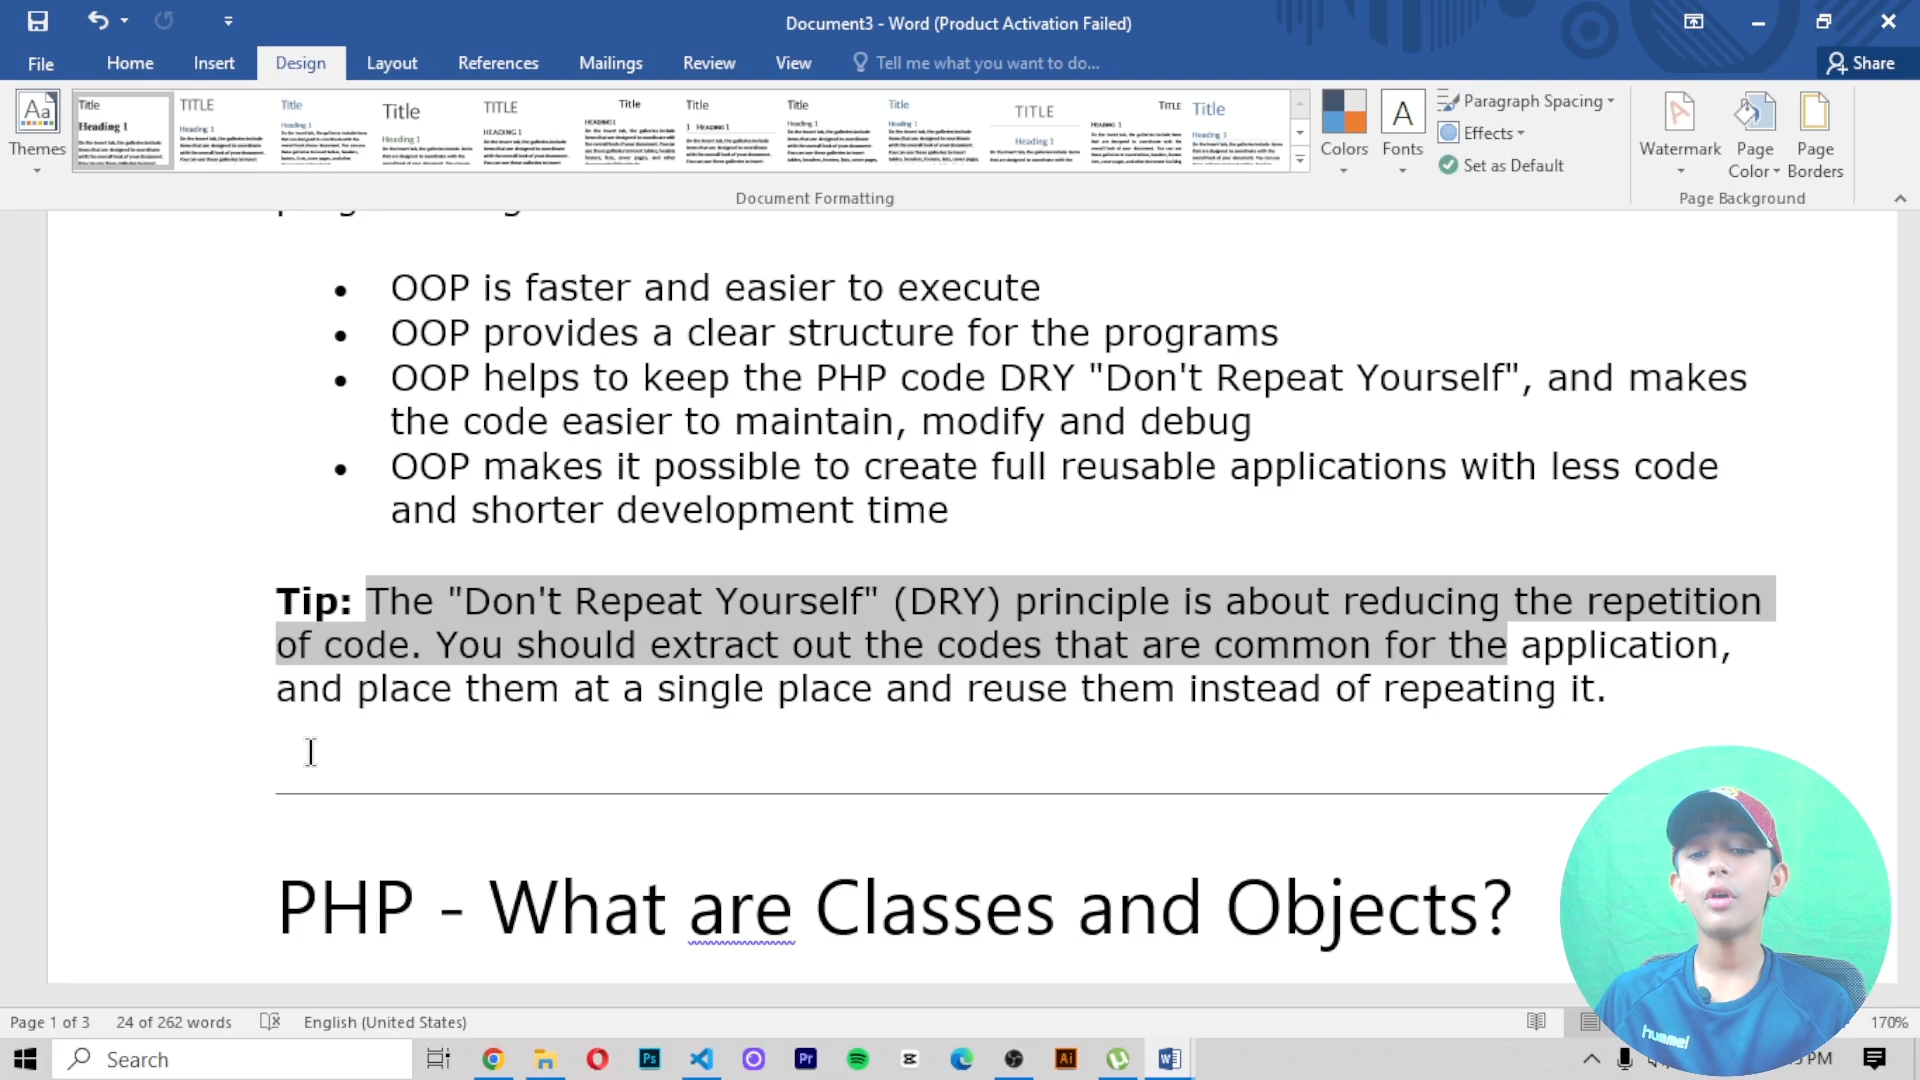 Document3 - Word (Product Activation Failed)
File Home Insert Design Layout References Mailings Review View Tell me what you want to do... Share
Themes
Title
Heading 1
TITLE
Heading 1
Title
Heading 1
Title
Heading 1
TITLE
HEADING 1
Title
HEADING 1
Title
1 HEADING 1
Title
Heading 1
Title
Heading 1
TITLE
Heading 1
TITLE
HEADING 1
Title
Heading 1
Colors
Fonts
Paragraph Spacing
Effects
Set as Default
Watermark
Page Color
Page Borders
Document Formatting
Page Background
• OOP is faster and easier to execute
• OOP provides a clear structure for the programs
• OOP helps to keep the PHP code DRY "Don't Repeat Yourself", and makes
the code easier to maintain, modify and debug
• OOP makes it possible to create full reusable applications with less code
and shorter development time
Tip: The "Don't Repeat Yourself" (DRY) principle is about reducing the repetition
of code. You should extract out the codes that are common for the application,
and place them at a single place and reuse them instead of repeating it.
PHP - What are Classes and Objects?
hummel
Page 1 of 3 24 of 262 words English (United States) 170%
Search
PM